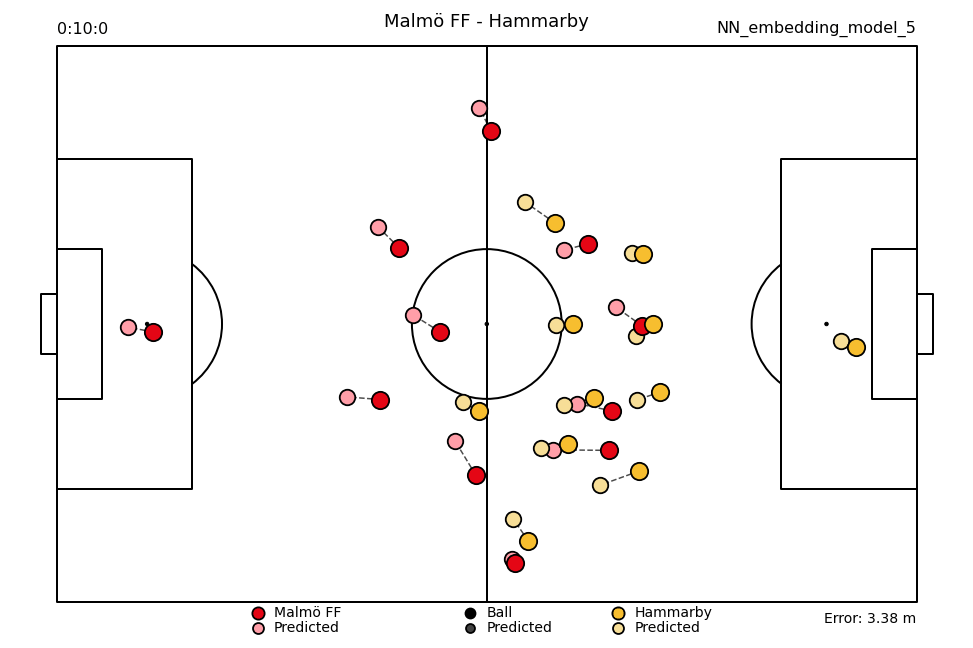 Malmö FF - Hammarby
0:10:0
NN_embedding_model_5
Malmö FF
Predicted
Ball
Predicted
Hammarby
Predicted
Error: 3.38 m